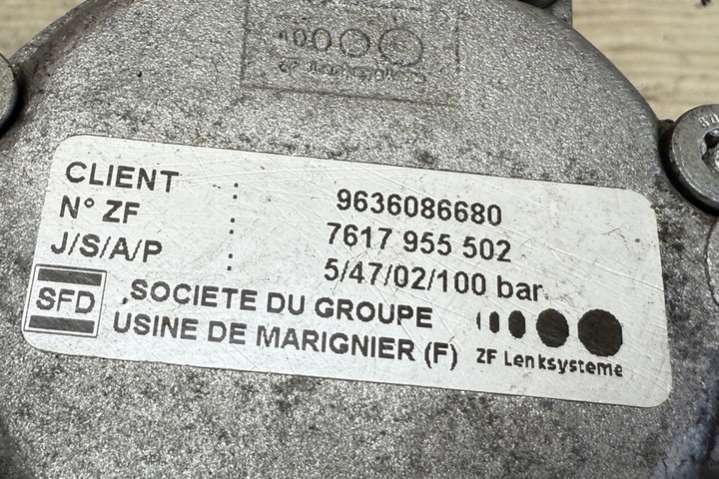 CLIENT : 9636086680
N° ZF : 7617 955 502
J/S/A/P : 5/47/02/100 bar
SFD
SOCIETE DU GROUPE
USINE DE MARIGNIER (F)
ZF Lenksysteme